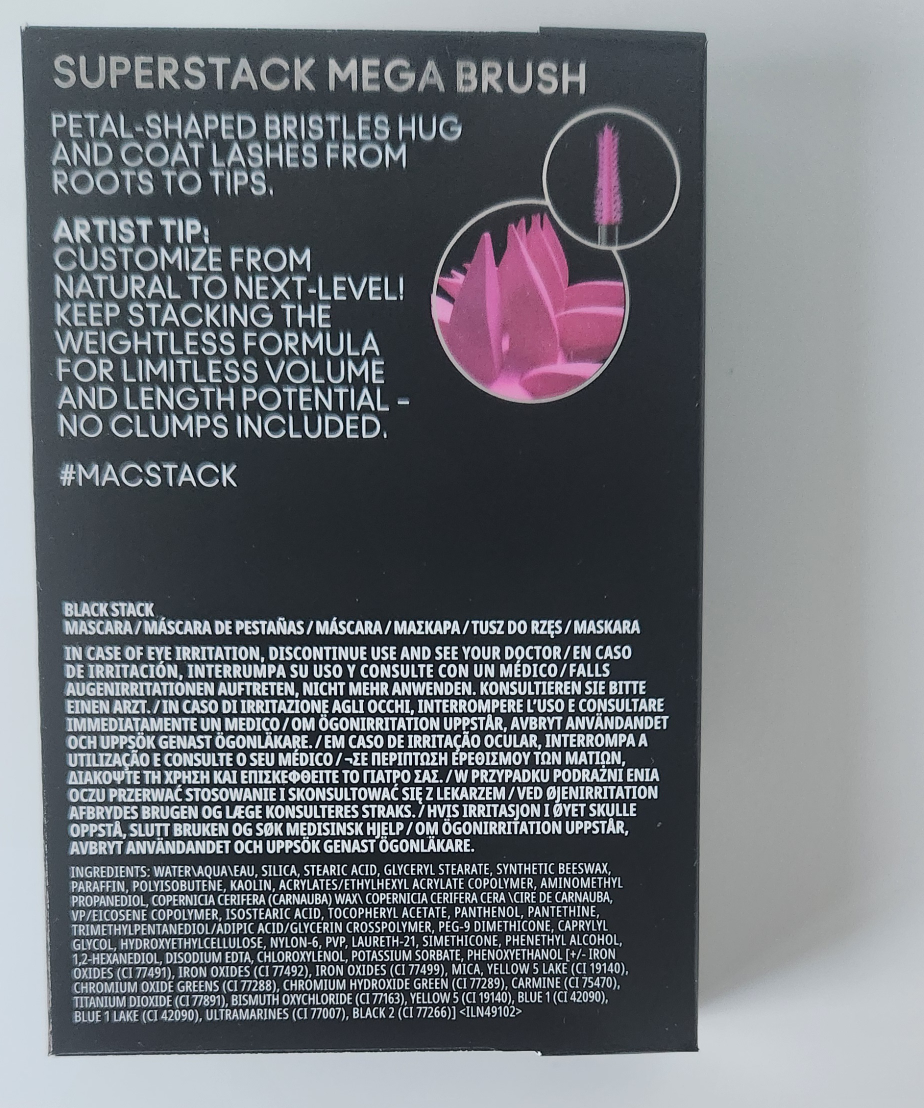 SUPERSTACK MEGA BRUSH
PETAL-SHAPED BRISTLES HUG
AND COAT LASHES FROM
ROOTS TO TIPS.
ARTIST TIP:
CUSTOMIZE FROM
NATURAL TO NEXT-LEVEL!
KEEP STACKING THE
WEIGHTLESS FORMULA
FOR LIMITLESS VOLUME
AND LENGTH POTENTIAL –
NO CLUMPS INCLUDED.
#MACSTACK
BLACK STACK
MASCARA / MÁSCARA DE PESTAÑAS / MÁSCARA / ΜΑΣΚΑΡΑ / TUSZ DO RZĘS / MASKARA
IN CASE OF EYE IRRITATION, DISCONTINUE USE AND SEE YOUR DOCTOR / EN CASO
DE IRRITACIÓN, INTERRUMPA SU USO Y CONSULTE CON UN MÉDICO / FALLS
AUGENIRRITATIONEN AUFTRETEN, NICHT MEHR ANWENDEN. KONSULTIEREN SIE BITTE
EINEN ARZT. / IN CASO DI IRRITAZIONE AGLI OCCHI, INTERROMPERE L'USO E CONSULTARE
IMMEDIATAMENTE UN MEDICO / OM ÖGONIRRITATION UPPSTÅR, AVBRYT ANVÄNDANDET
OCH UPPSÖK GENAST ÖGONLÄKARE. / EM CASO DE IRRITAÇÃO OCULAR, INTERROMPA A
UTILIZAÇÃO E CONSULTE O SEU MÉDICO / ¬ΣΕ ΠΕΡΙΠΤΩΣΗ ΕΡΕΘΙΣΜΟΥ ΤΩΝ ΜΑΤΙΩΝ,
ΔΙΑΚΟΨΤΕ ΤΗ ΧΡΗΣΗ ΚΑΙ ΕΠΙΣΚΕΦΘΕΙΤΕ ΤΟ ΓΙΑΤΡΟ ΣΑΣ. / W PRZYPADKU PODRAŻNI ENIA
OCZU PRZERWAĆ STOSOWANIE I SKONSULTOWAĆ SIĘ Z LEKARZEM / VED ØJENIRRITATION
AFBRYDES BRUGEN OG LÆGE KONSULTERES STRAKS. / HVIS IRRITASJON I ØYET SKULLE
OPPSTÅ, SLUTT BRUKEN OG SØK MEDISINSK HJELP / OM ÖGONIRRITATION UPPSTÅR,
AVBRYT ANVÄNDANDET OCH UPPSÖK GENAST ÖGONLÄKARE.
INGREDIENTS: WATER\AQUA\EAU, SILICA, STEARIC ACID, GLYCERYL STEARATE, SYNTHETIC BEESWAX,
PARAFFIN, POLYISOBUTENE, KAOLIN, ACRYLATES/ETHYLHEXYL ACRYLATE COPOLYMER, AMINOMETHYL
PROPANEDIOL, COPERNICIA CERIFERA (CARNAUBA) WAX\ COPERNICIA CERIFERA CERA \CIRE DE CARNAUBA,
VP/EICOSENE COPOLYMER, ISOSTEARIC ACID, TOCOPHERYL ACETATE, PANTHENOL, PANTETHINE,
TRIMETHYLPENTANEDIOL/ADIPIC ACID/GLYCERIN CROSSPOLYMER, PEG-9 DIMETHICONE, CAPRYLYL
GLYCOL, HYDROXYETHYLCELLULOSE, NYLON-6, PVP, LAURETH-21, SIMETHICONE, PHENETHYL ALCOHOL,
1,2-HEXANEDIOL, DISODIUM EDTA, CHLOROXYLENOL, POTASSIUM SORBATE, PHENOXYETHANOL [+/- IRON
OXIDES (CI 77491), IRON OXIDES (CI 77492), IRON OXIDES (CI 77499), MICA, YELLOW 5 LAKE (CI 19140),
CHROMIUM OXIDE GREENS (CI 77288), CHROMIUM HYDROXIDE GREEN (CI 77289), CARMINE (CI 75470),
TITANIUM DIOXIDE (CI 77891), BISMUTH OXYCHLORIDE (CI 77163), YELLOW 5 (CI 19140), BLUE 1 (CI 42090),
BLUE 1 LAKE (CI 42090), ULTRAMARINES (CI 77007), BLACK 2 (CI 77266)] <ILN49102>